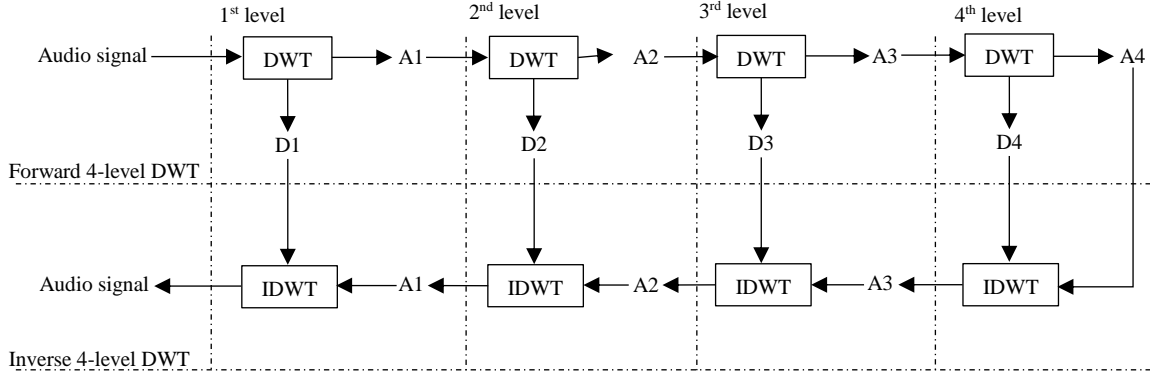 1st level 2nd level 3rd level 4th level
Audio signal DWT A1 DWT A2 DWT A3 DWT A4
D1 D2 D3 D4
Forward 4-level DWT
Audio signal IDWT A1 IDWT A2 IDWT A3 IDWT
Inverse 4-level DWT